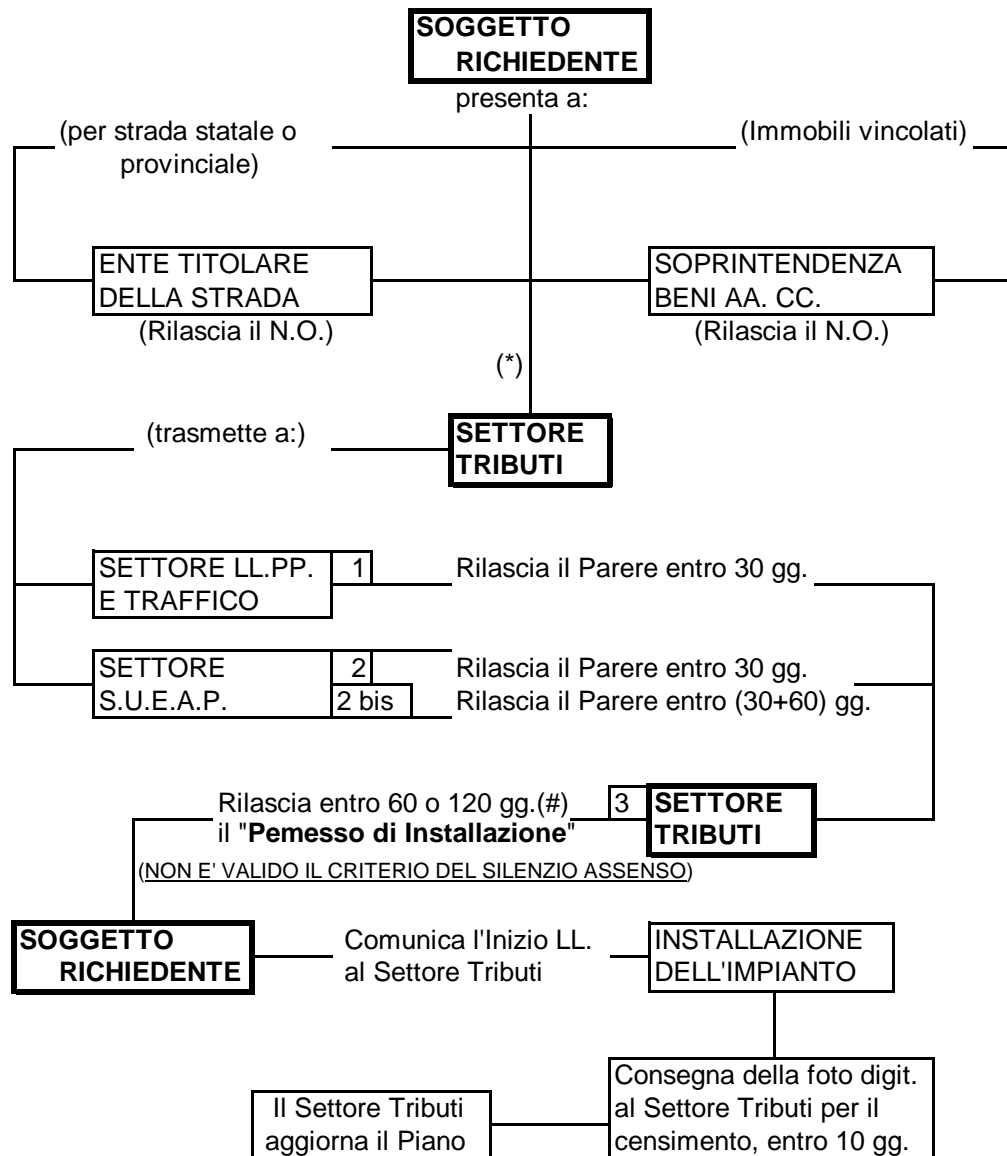 SOGGETTO
RICHIEDENTE
presenta a:
(per strada statale o
provinciale)
(Immobili vincolati)
ENTE TITOLARE
DELLA STRADA
(Rilascia il N.O.)
SOPRINTENDENZA
BENI AA. CC.
(Rilascia il N.O.)
(*)
(trasmette a:)
SETTORE
TRIBUTI
SETTORE LL.PP.
E TRAFFICO
1
Rilascia il Parere entro 30 gg.
SETTORE
S.U.E.A.P.
2
Rilascia il Parere entro 30 gg.
2 bis
Rilascia il Parere entro (30+60) gg.
Rilascia entro 60 o 120 gg.(#)
il "Pemesso di Installazione"
3
SETTORE
TRIBUTI
(NON E' VALIDO IL CRITERIO DEL SILENZIO ASSENSO)
SOGGETTO
RICHIEDENTE
Comunica l'Inizio LL.
al Settore Tributi
INSTALLAZIONE
DELL'IMPIANTO
Consegna della foto digit.
al Settore Tributi per il
censimento, entro 10 gg.
Il Settore Tributi
aggiorna il Piano